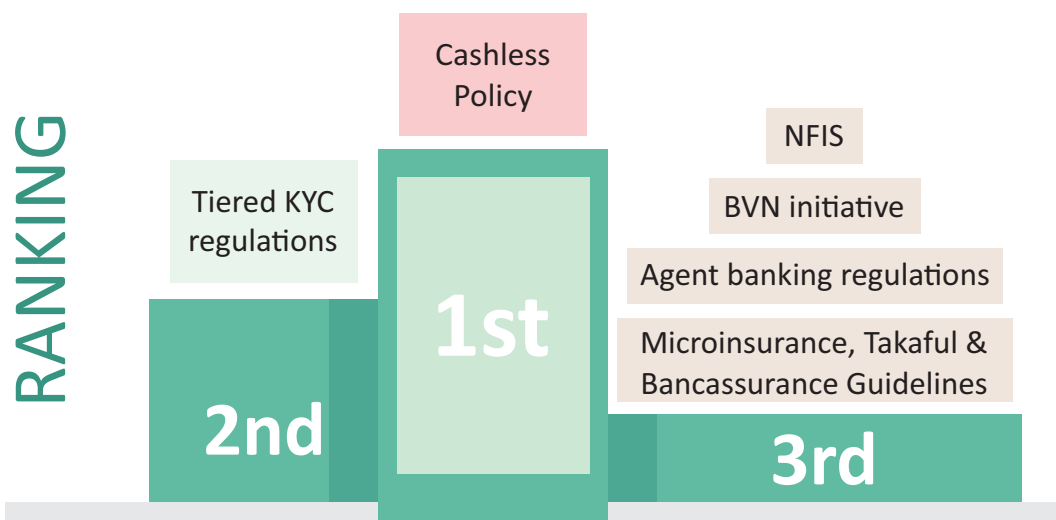 RANKING
Cashless
Policy
1st
Tiered KYC
regulations
2nd
NFIS
BVN initiative
Agent banking regulations
Microinsurance, Takaful &
Bancassurance Guidelines
3rd